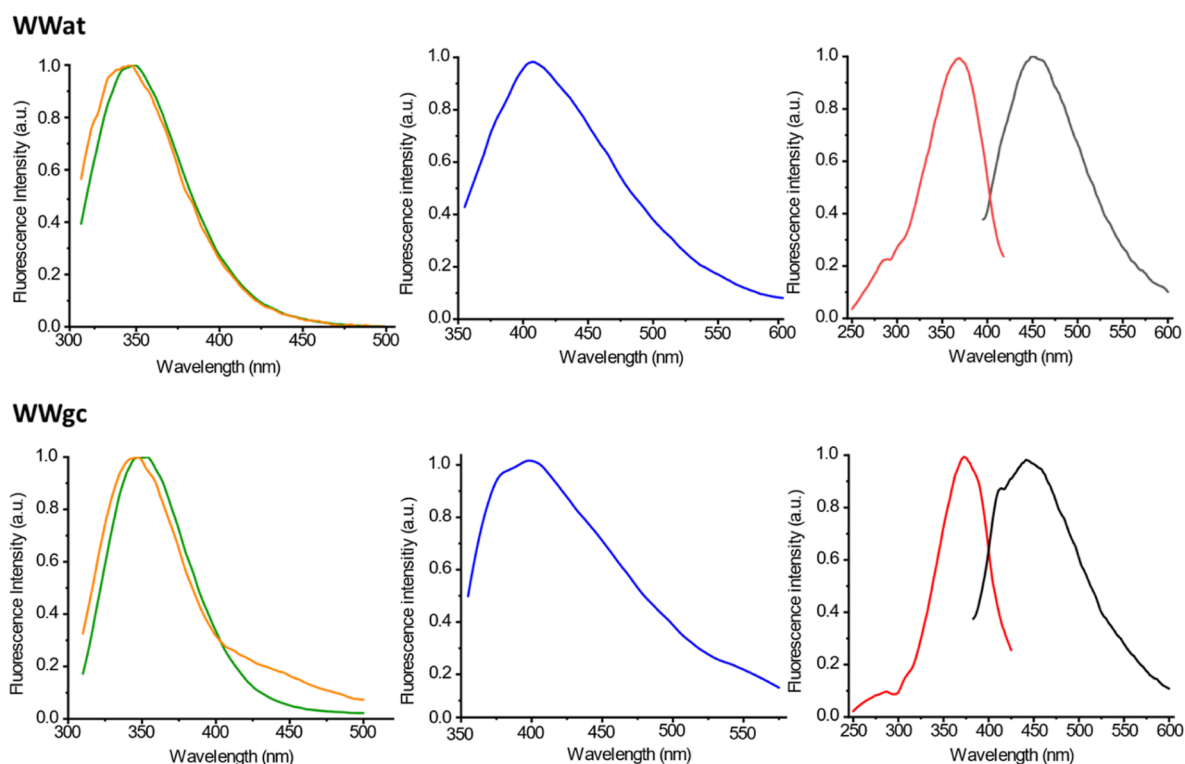 WWat
Fluorescence Intensity (a.u.)
1.0
0.8
0.6
0.4
0.2
0.0
300 350 400 450 500
Wavelength (nm)
Fluorescence intensity (a.u.)
1.0
0.8
0.6
0.4
0.2
0.0
350 400 450 500 550 600
Wavelength (nm)
Fluorescence intensity (a.u.)
1.0
0.8
0.6
0.4
0.2
0.0
250 300 350 400 450 500 550 600
Wavelength (nm)
WWgc
Fluorescence Intensity (a.u.)
1.0
0.8
0.6
0.4
0.2
0.0
300 350 400 450 500
Wavelength (nm)
Fluorescence intensitiy (a.u.)
1.0
0.8
0.6
0.4
0.2
0.0
350 400 450 500 550
Wavelength (nm)
Fluorescence intensity (a.u.)
1.0
0.8
0.6
0.4
0.2
0.0
250 300 350 400 450 500 550 600
Wavelength (nm)